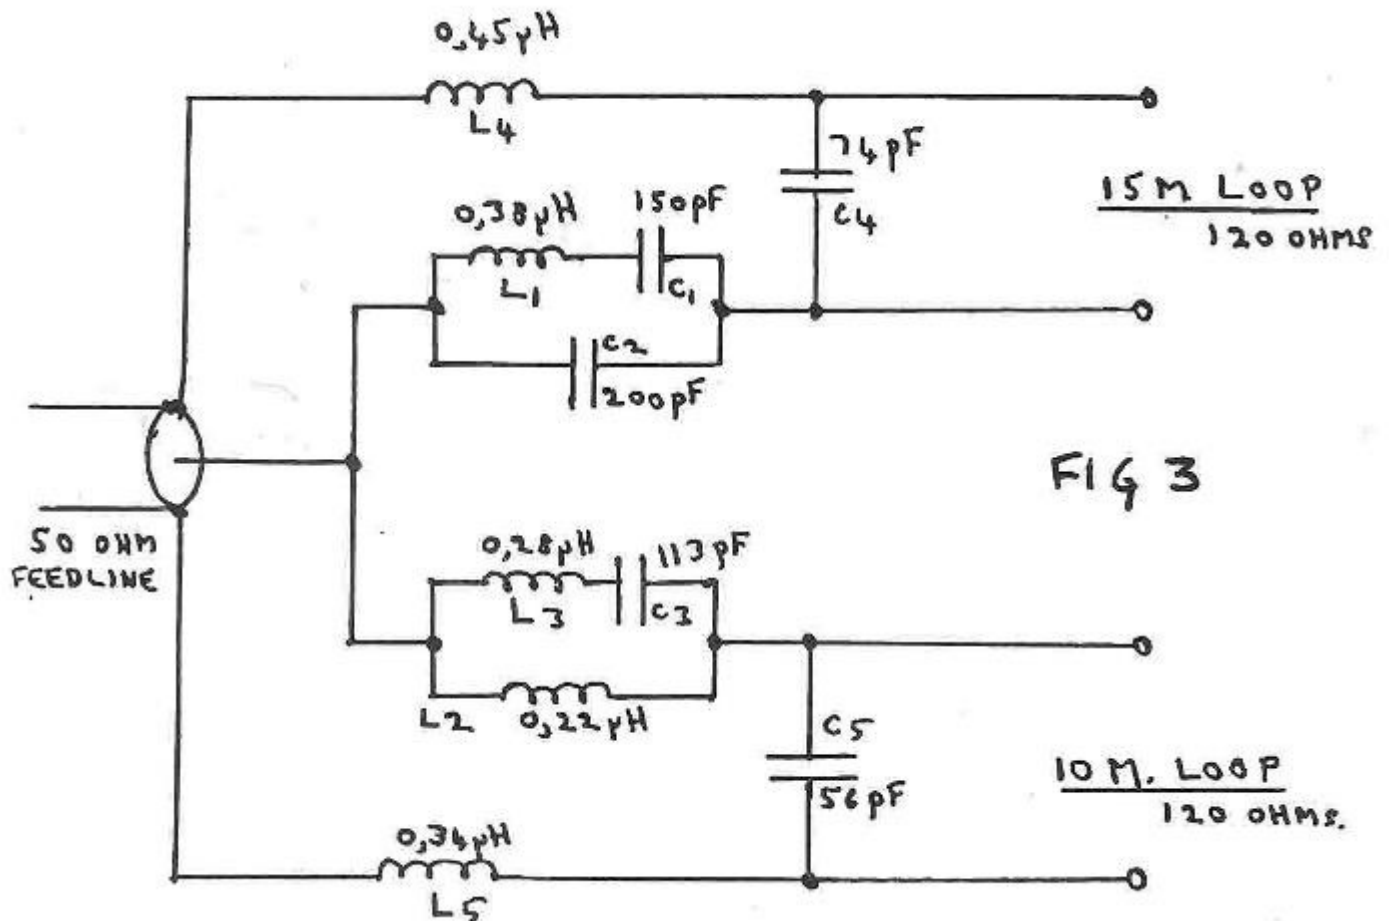 0,45µH
L4
74pF
C4
15M LOOP
120 OHMS
0,38µH
150pF
L1
C1
C2
200pF
FIG 3
50 OHM
FEEDLINE
0,28µH
113pF
L3
C3
L2
0,22µH
C5
56pF
10M. LOOP
120 OHMS.
0,34µH
L5